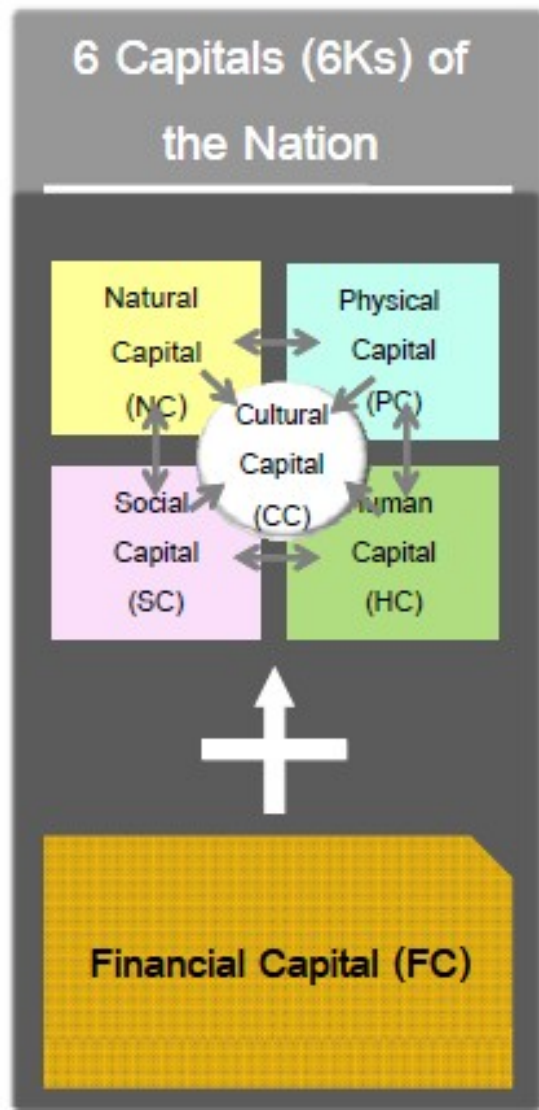 6 Capitals (6Ks) of
the Nation
Natural
Capital
(NC)
Physical
Capital
(PC)
Cultural
Capital
(CC)
Social
Capital
(SC)
Human
Capital
(HC)
Financial Capital (FC)